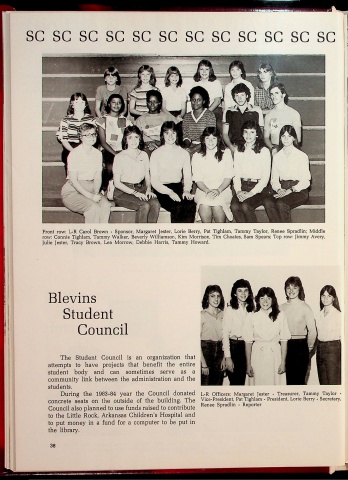 SC SC SC SC SC SC SC SC SC SC SC SC
Front row: L-R Carol Brown - Sponsor, Margaret Jester, Lorie Berry, Pat Tighlam, Tammy Taylor, Renee Spradlin; Middle
row: Connie Tighlam, Tammy Walker, Beverly Williamson, Kim Morrison, Tim Choates, Sam Spears; Top row: Jimmy Avery,
Julie Jester, Tracy Brown, Lea Morrow, Debbie Harris, Tammy Howard.
Blevins
Student
Council
The Student Council is an organization that
attempts to have projects that benefit the entire
student body and can sometimes serve as a
community link between the administration and the
students.
During the 1983-84 year the Council donated
concrete seats on the outside of the building. The
Council also planned to use funds raised to contribute
to the Little Rock, Arkansas Children's Hospital and
to put money in a fund for a computer to be put in
the library.
L-R Officers: Margaret Jester - Treasurer, Tammy Taylor -
Vice-President, Pat Tighlam - President, Lorie Berry - Secretary,
Renee Spradlin - Reporter
38